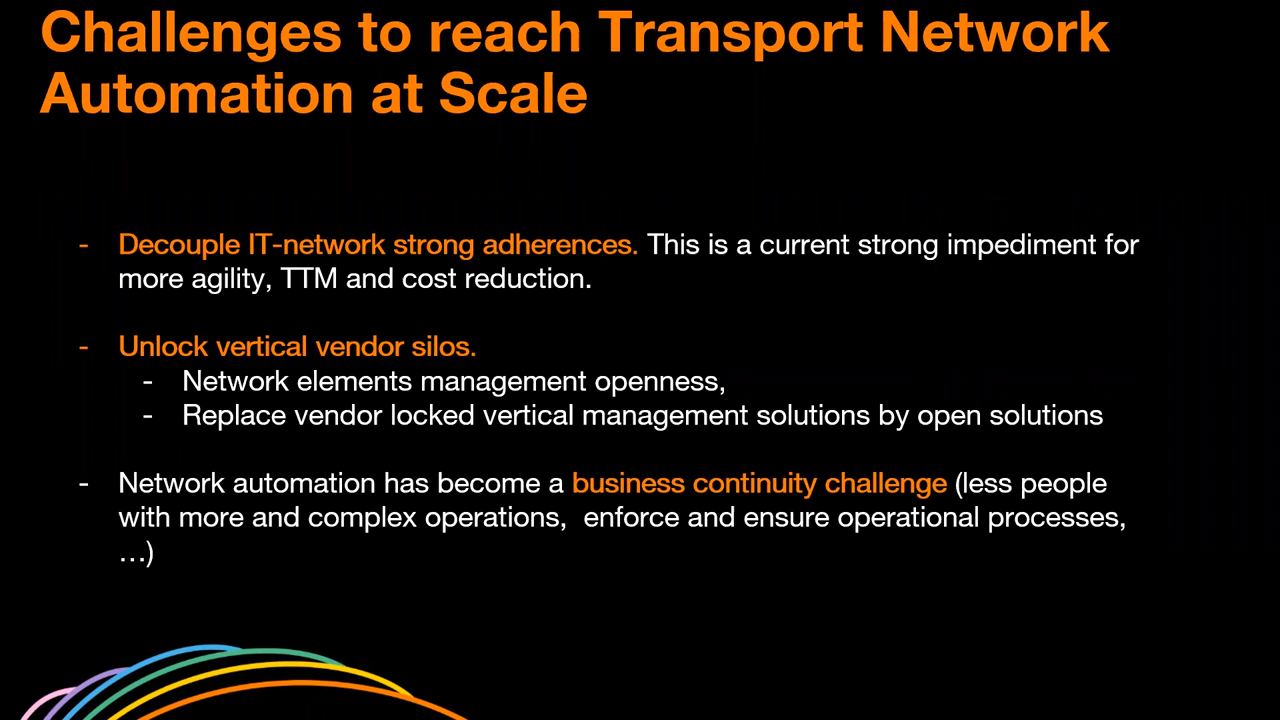 Challenges to reach Transport Network
Automation at Scale
- Decouple IT-network strong adherences. This is a current strong impediment for
more agility, TTM and cost reduction.
- Unlock vertical vendor silos.
- Network elements management openness,
- Replace vendor locked vertical management solutions by open solutions
- Network automation has become a business continuity challenge (less people
with more and complex operations,  enforce and ensure operational processes,
…)